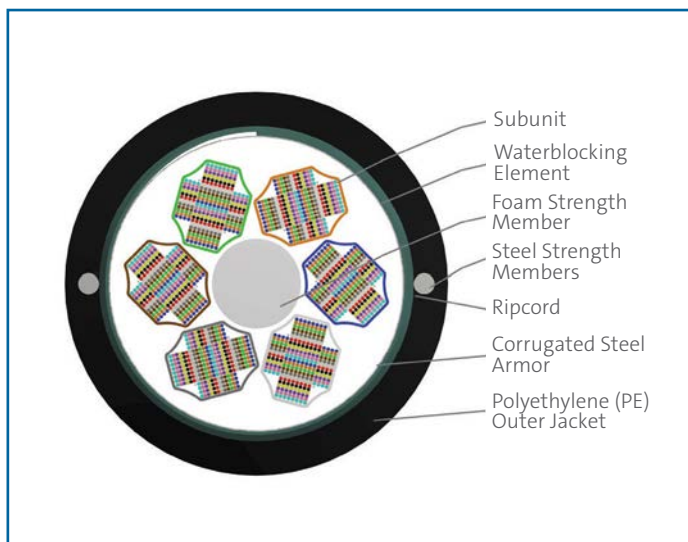 Subunit
Waterblocking
Element
Foam Strength
Member
Steel Strength
Members
Ripcord
Corrugated Steel
Armor
Polyethylene (PE)
Outer Jacket